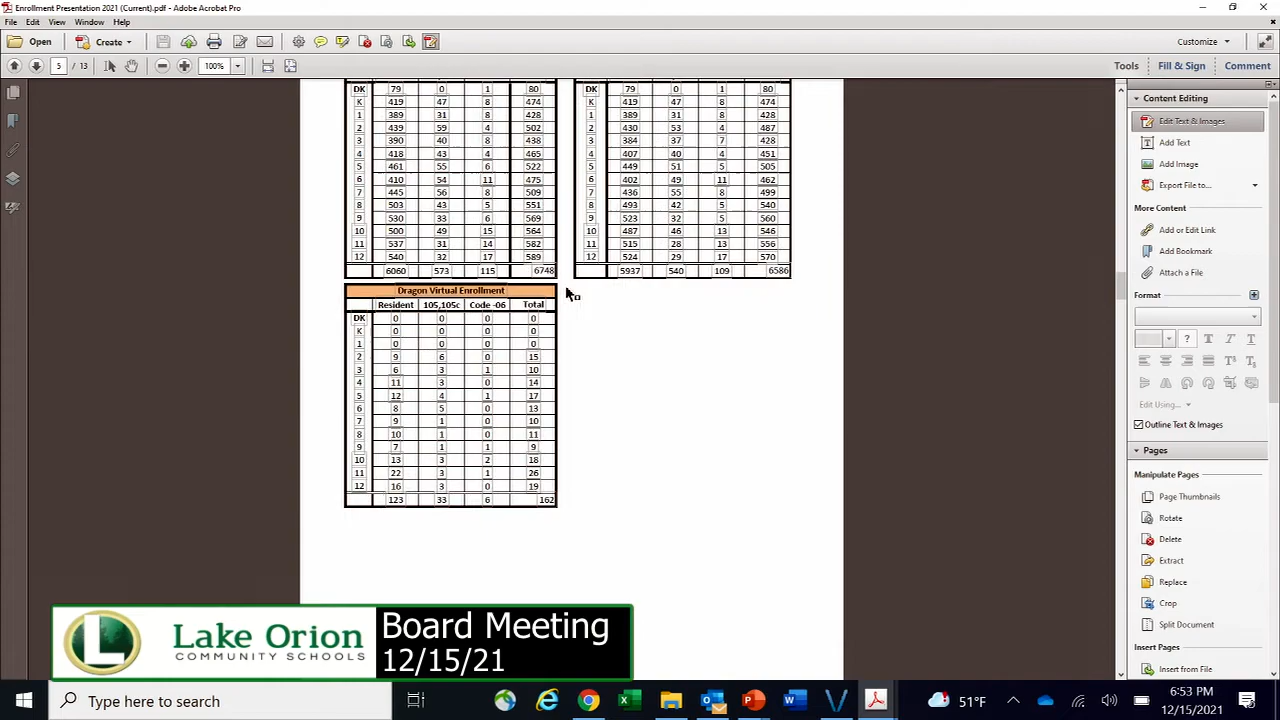 Enrollment Presentation 2021 (Current).pdf - Adobe Acrobat Pro
File Edit View Window Help
Open Create Customize
5 / 13 100% Tools Fill & Sign Comment
DK 79 0 1 80 DK 79 0 1 80
K 419 47 8 474 K 419 47 8 474
1 389 31 8 428 1 389 31 8 428
2 439 59 4 502 2 430 53 4 487
3 390 40 8 438 3 384 37 7 428
4 418 43 4 465 4 407 40 4 451
5 461 55 6 522 5 449 51 5 505
6 410 54 11 475 6 402 49 11 462
7 445 56 8 509 7 436 55 8 499
8 503 43 5 551 8 493 42 5 540
9 530 33 6 569 9 523 32 5 560
10 500 49 15 564 10 487 46 13 546
11 537 31 14 582 11 515 28 13 556
12 540 32 17 589 12 524 29 17 570
6060 573 115 6748 5937 540 109 6586
Dragon Virtual Enrollment
Resident 105,105c Code -06 Total
DK 0 0 0 0
K 0 0 0 0
1 0 0 0 0
2 9 6 0 15
3 6 3 1 10
4 11 3 0 14
5 12 4 1 17
6 8 5 0 13
7 9 1 0 10
8 10 1 0 11
9 7 1 1 9
10 13 3 2 18
11 22 3 1 26
12 16 3 0 19
123 33 6 162
Content Editing
Edit Text & Images
Add Text
Add Image
Export File to...
More Content
Add or Edit Link
Add Bookmark
Attach a File
Format
?
T T T
Edit Using...
Outline Text & Images
Pages
Manipulate Pages
Page Thumbnails
Rotate
Delete
Extract
Replace
Crop
Split Document
Insert Pages
Insert from File
L Lake Orion
COMMUNITY SCHOOLS
Board Meeting
12/15/21
Type here to search
51°F
6:53 PM
12/15/2021